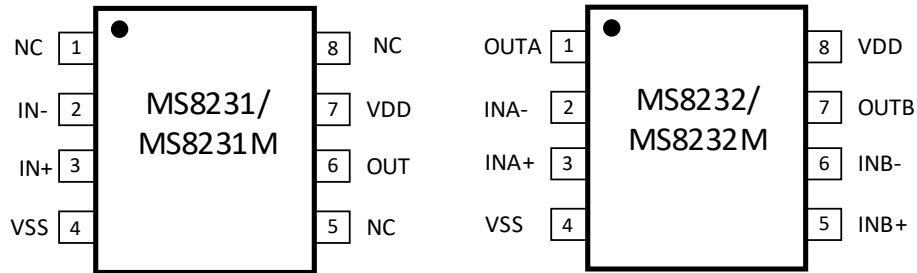 NC 1 8 NC
IN- 2 7 VDD
MS8231/
MS8231M
IN+ 3 6 OUT
VSS 4 5 NC
OUTA 1 8 VDD
INA- 2 7 OUTB
MS8232/
MS8232M
INA+ 3 6 INB-
VSS 4 5 INB+